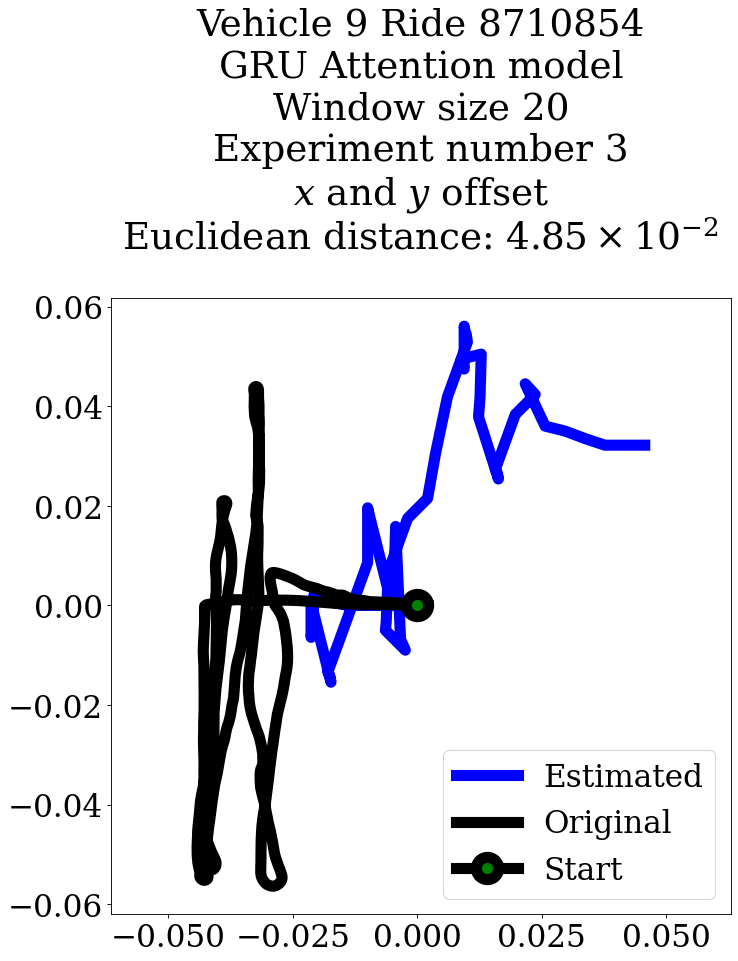 Vehicle 9 Ride 8710854
GRU Attention model
Window size 20
Experiment number 3
x and y offset
Euclidean distance: 4.85 × 10⁻²
0.06
0.04
0.02
0.00
−0.02
−0.04
−0.06
Estimated
Original
Start
−0.050 −0.025 0.000 0.025 0.050